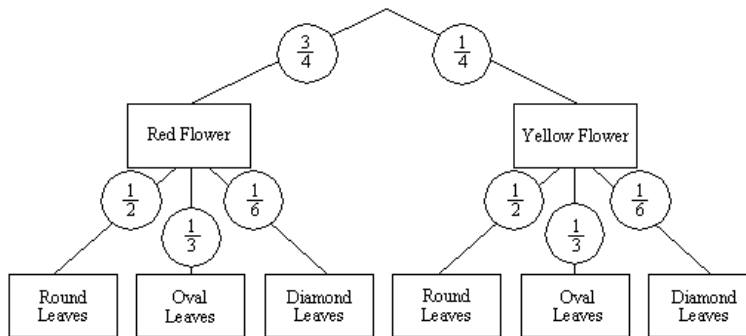 3/4 1/4
Red Flower Yellow Flower
1/2 1/3 1/6 1/2 1/3 1/6
Round Leaves
Oval Leaves
Diamond Leaves
Round Leaves
Oval Leaves
Diamond Leaves